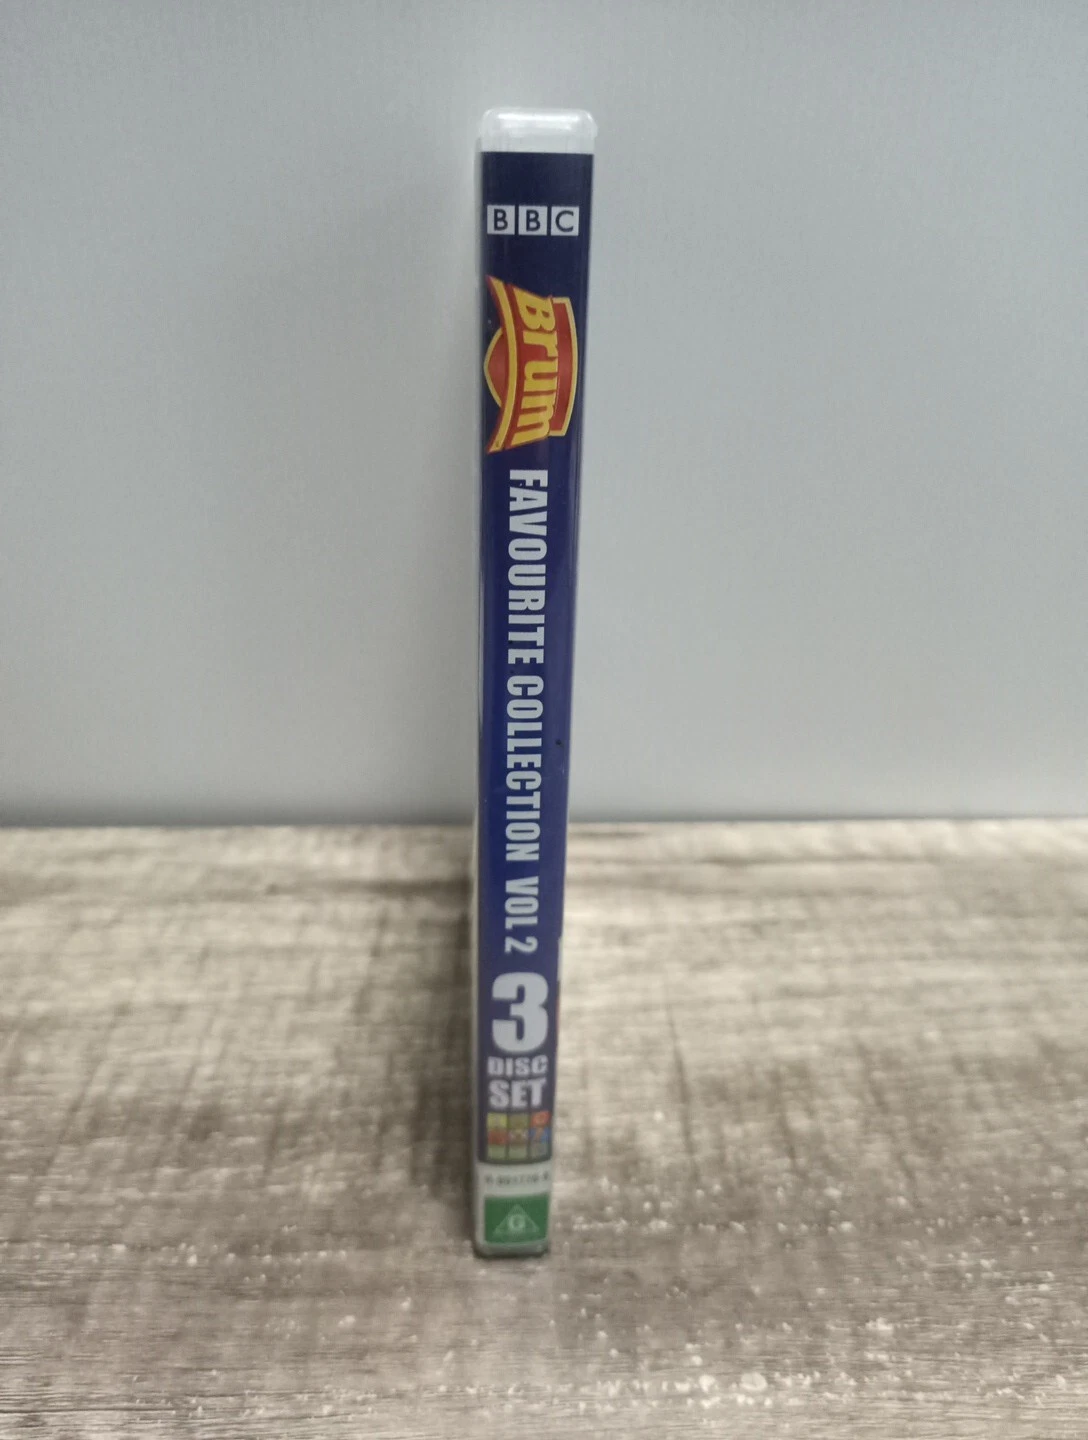 BBC
Brum
FAVOURITE COLLECTION VOL 2
3
DISC
SET
G